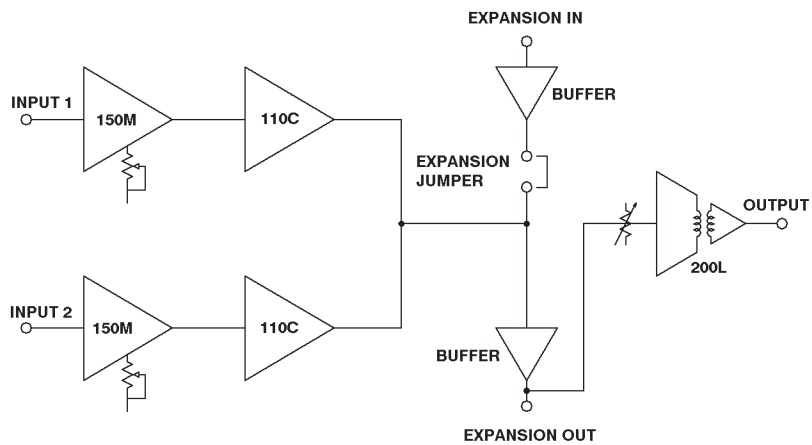 EXPANSION IN
INPUT 1
150M
110C
BUFFER
EXPANSION
JUMPER
OUTPUT
200L
INPUT 2
150M
110C
BUFFER
EXPANSION OUT